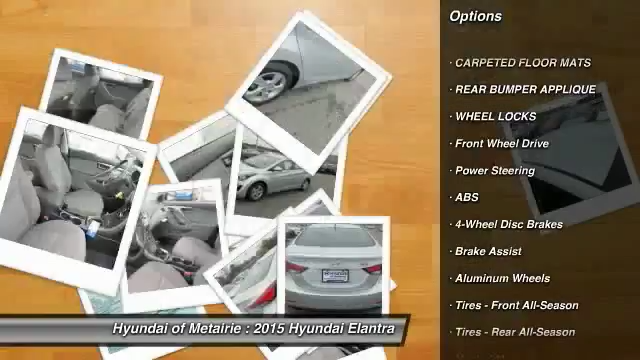 Options
· CARPETED FLOOR MATS
· REAR BUMPER APPLIQUE
· WHEEL LOCKS
· Front Wheel Drive
· Power Steering
· ABS
· 4-Wheel Disc Brakes
· Brake Assist
· Aluminum Wheels
· Tires - Front All-Season
· Tires - Rear All-Season
Hyundai of Metairie : 2015 Hyundai Elantra